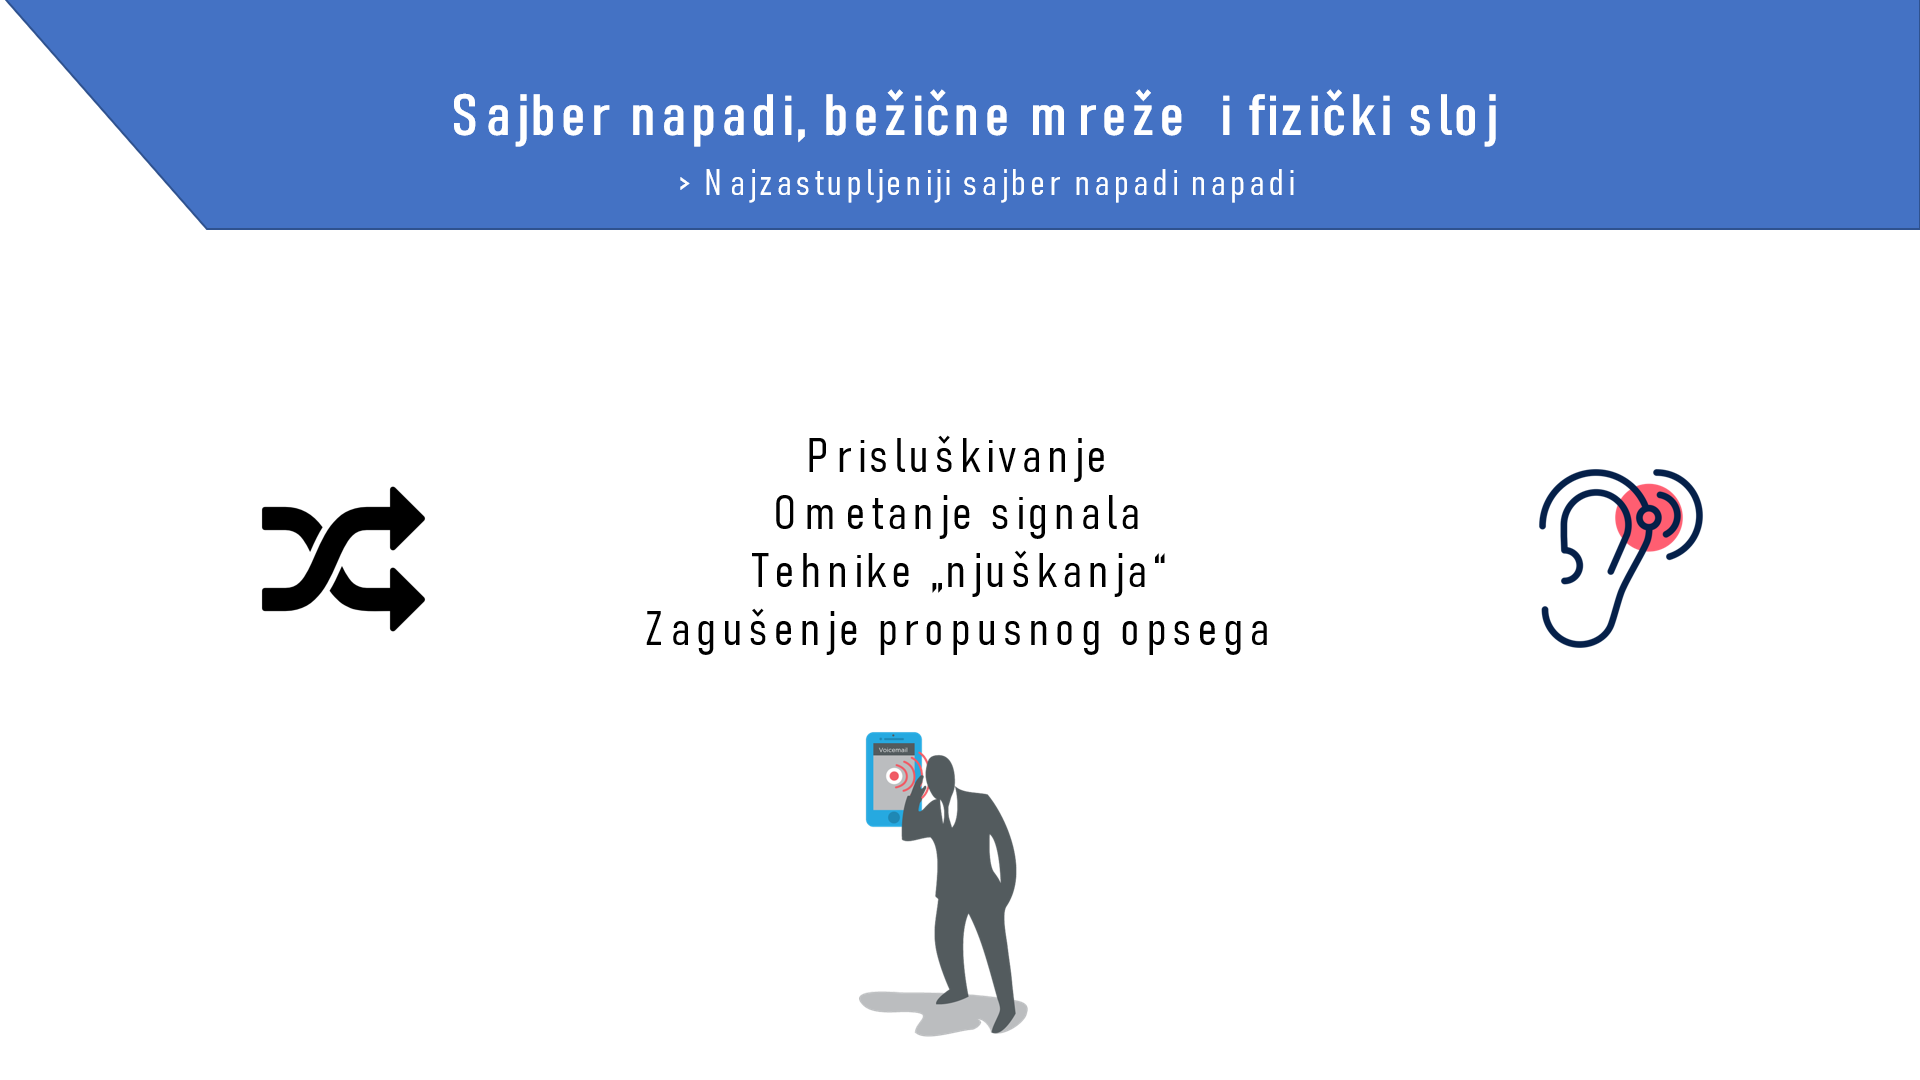 Sajber napadi, bežične mreže i fizički sloj
> Najzastupljeniji sajber napadi napadi
Prisluškivanje
Ometanje signala
Tehnike „njuškanja“
Zagušenje propusnog opsega
Voicemail